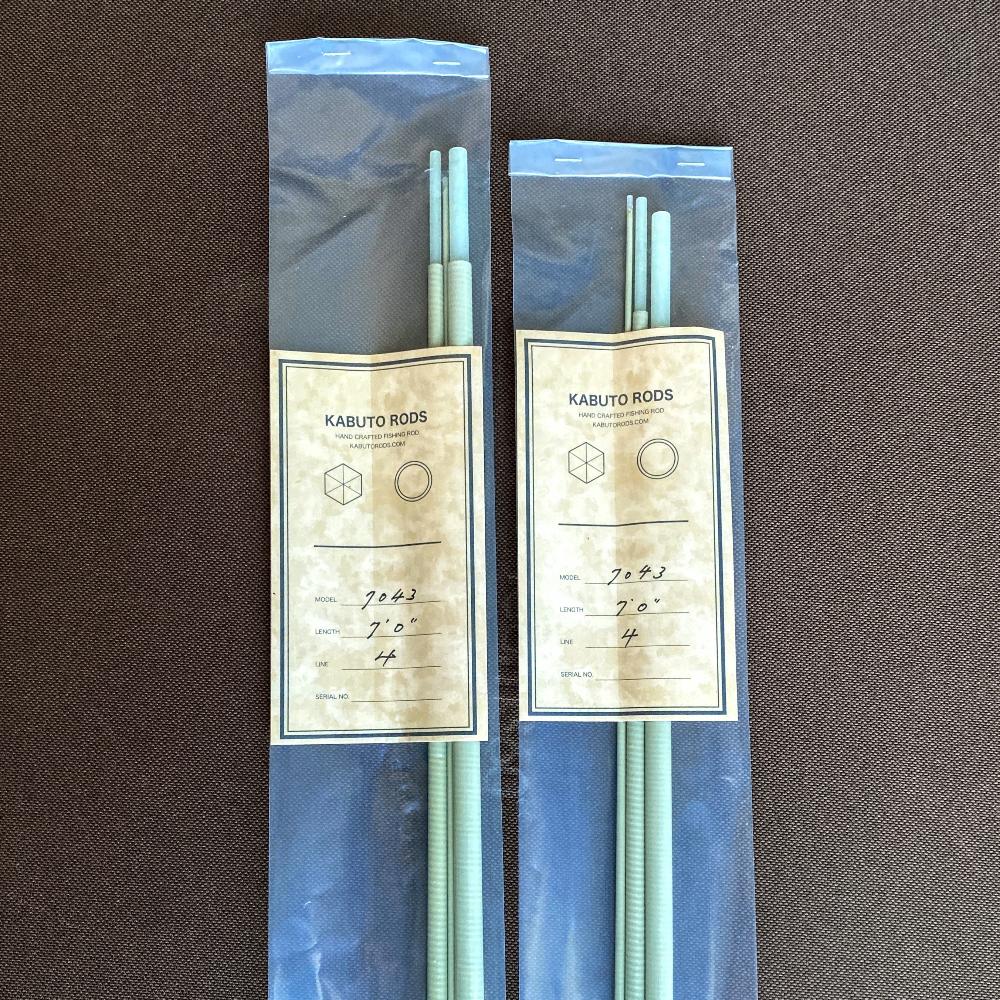 KABUTO RODS
HAND CRAFTED FISHING ROD
KABUTORODS.COM
MODEL 7043
LENGTH 7'0"
LINE 4
SERIAL NO.
KABUTO RODS
HAND CRAFTED FISHING ROD
KABUTORODS.COM
MODEL 7043
LENGTH 7'0"
LINE 4
SERIAL NO.